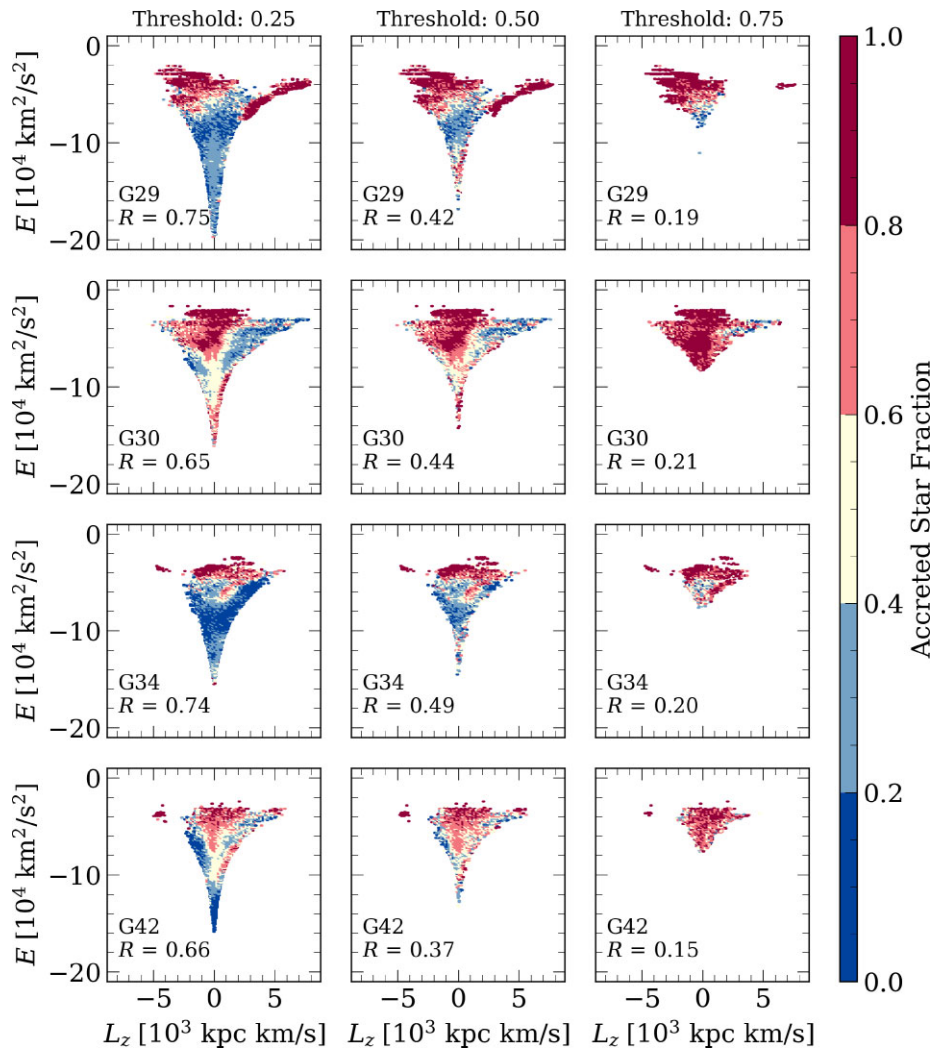 Threshold: 0.25 Threshold: 0.50 Threshold: 0.75
0
−5
−10
−15
−20
E [10⁴ km²/s²]
G29
R = 0.75
G29
R = 0.42
G29
R = 0.19
0
−10
−20
E [10⁴ km²/s²]
G30
R = 0.65
G30
R = 0.44
G30
R = 0.21
0
−10
−20
E [10⁴ km²/s²]
G34
R = 0.74
G34
R = 0.49
G34
R = 0.20
0
−10
−20
E [10⁴ km²/s²]
G42
R = 0.66
G42
R = 0.37
G42
R = 0.15
−5 0 5 −5 0 5 −5 0 5
L_z [10³ kpc km/s] L_z [10³ kpc km/s] L_z [10³ kpc km/s]
1.0
0.8
0.6
0.4
0.2
0.0
Accreted Star Fraction